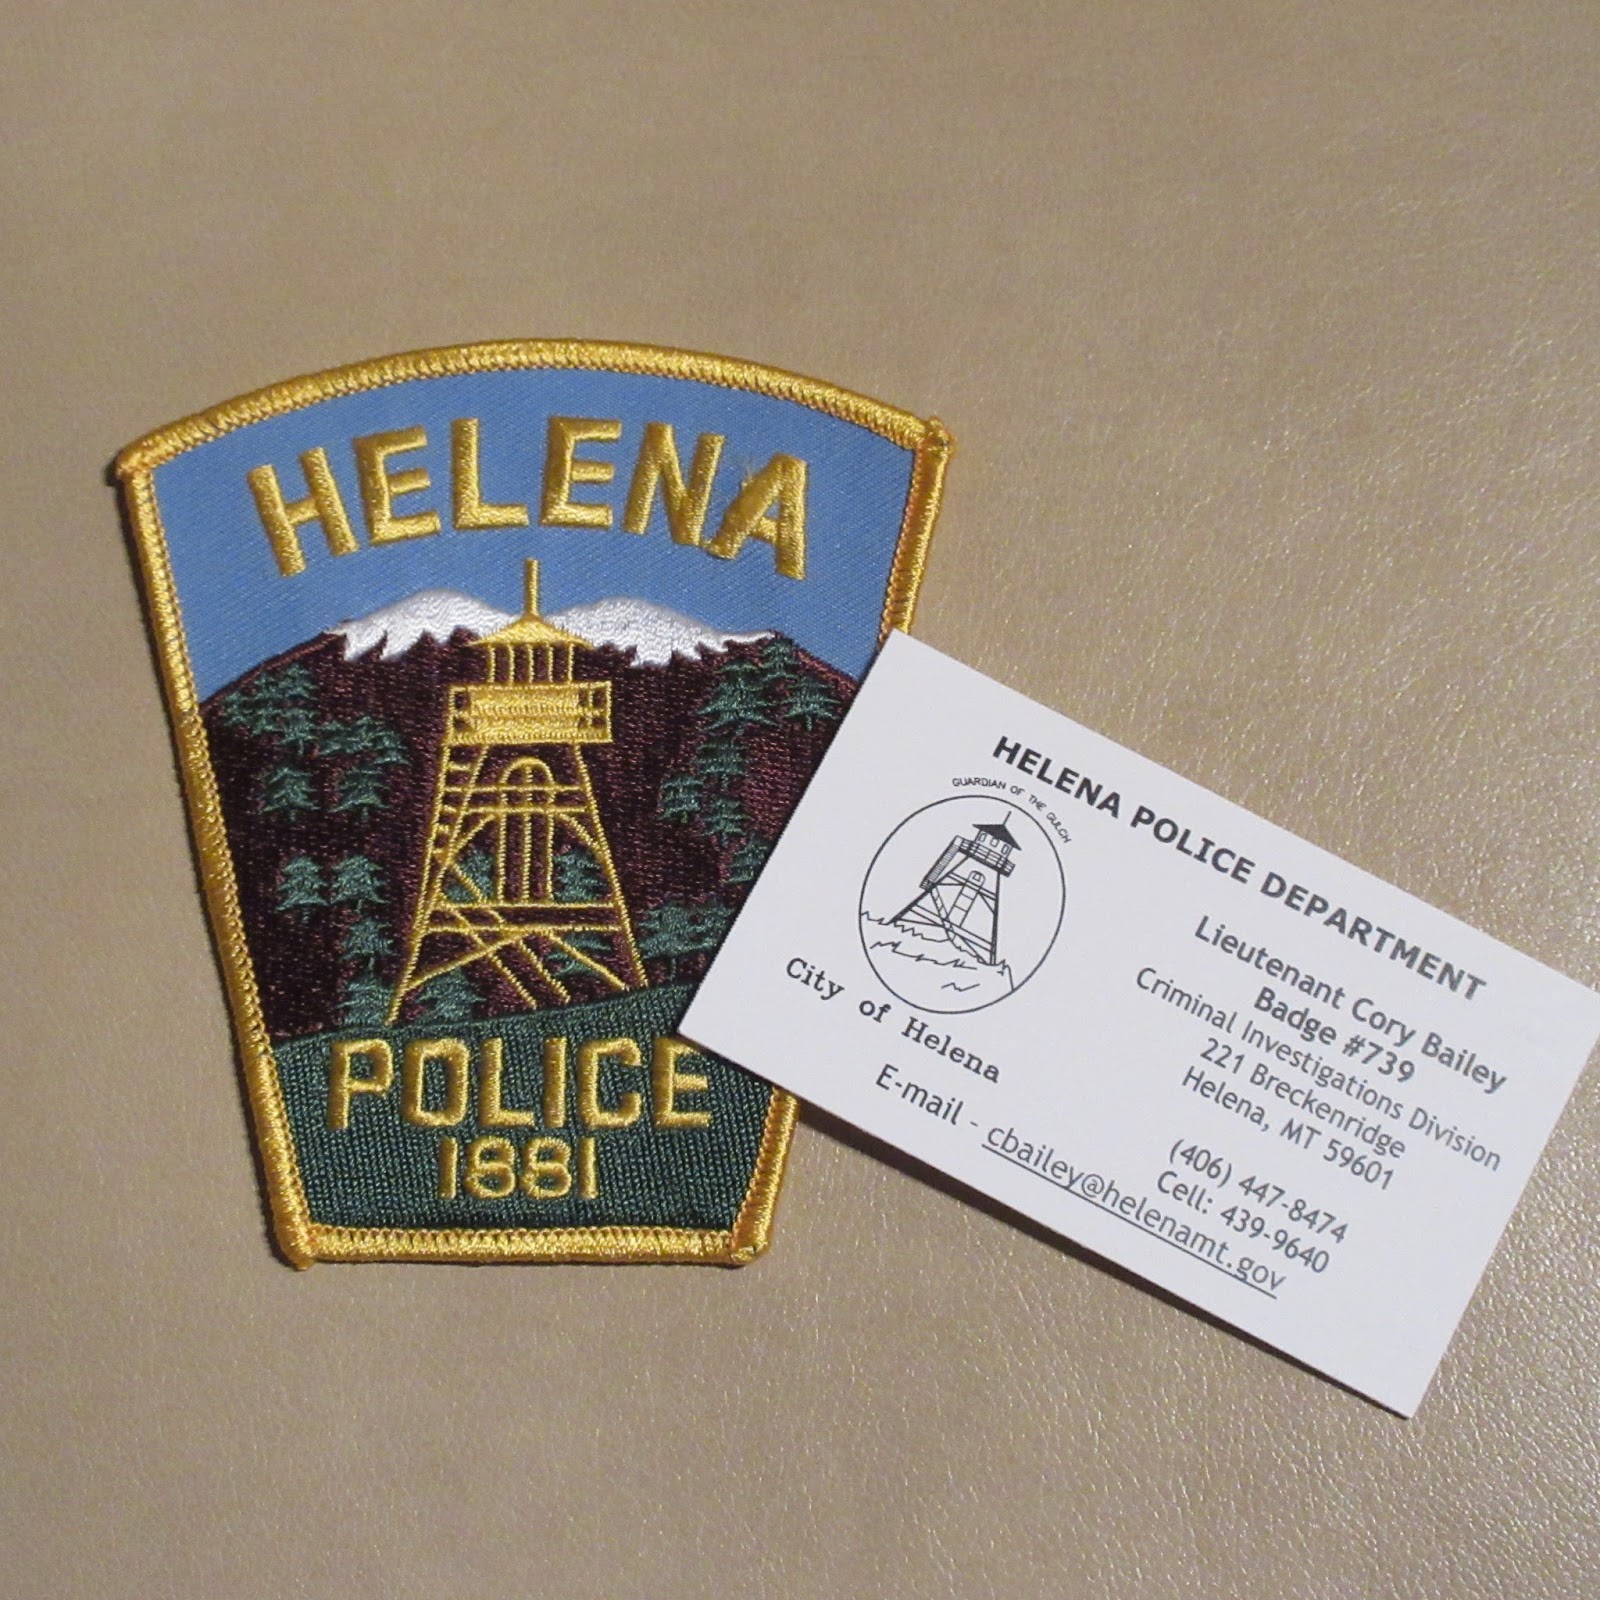 HELENA
POLICE
1881
HELENA POLICE DEPARTMENT
GUARDIAN OF THE GULCH
City of Helena
Lieutenant Cory Bailey
Badge #739
Criminal Investigations Division
221 Breckenridge
Helena, MT 59601
(406) 447-8474
Cell: 439-9640
E-mail - cbailey@helenamt.gov